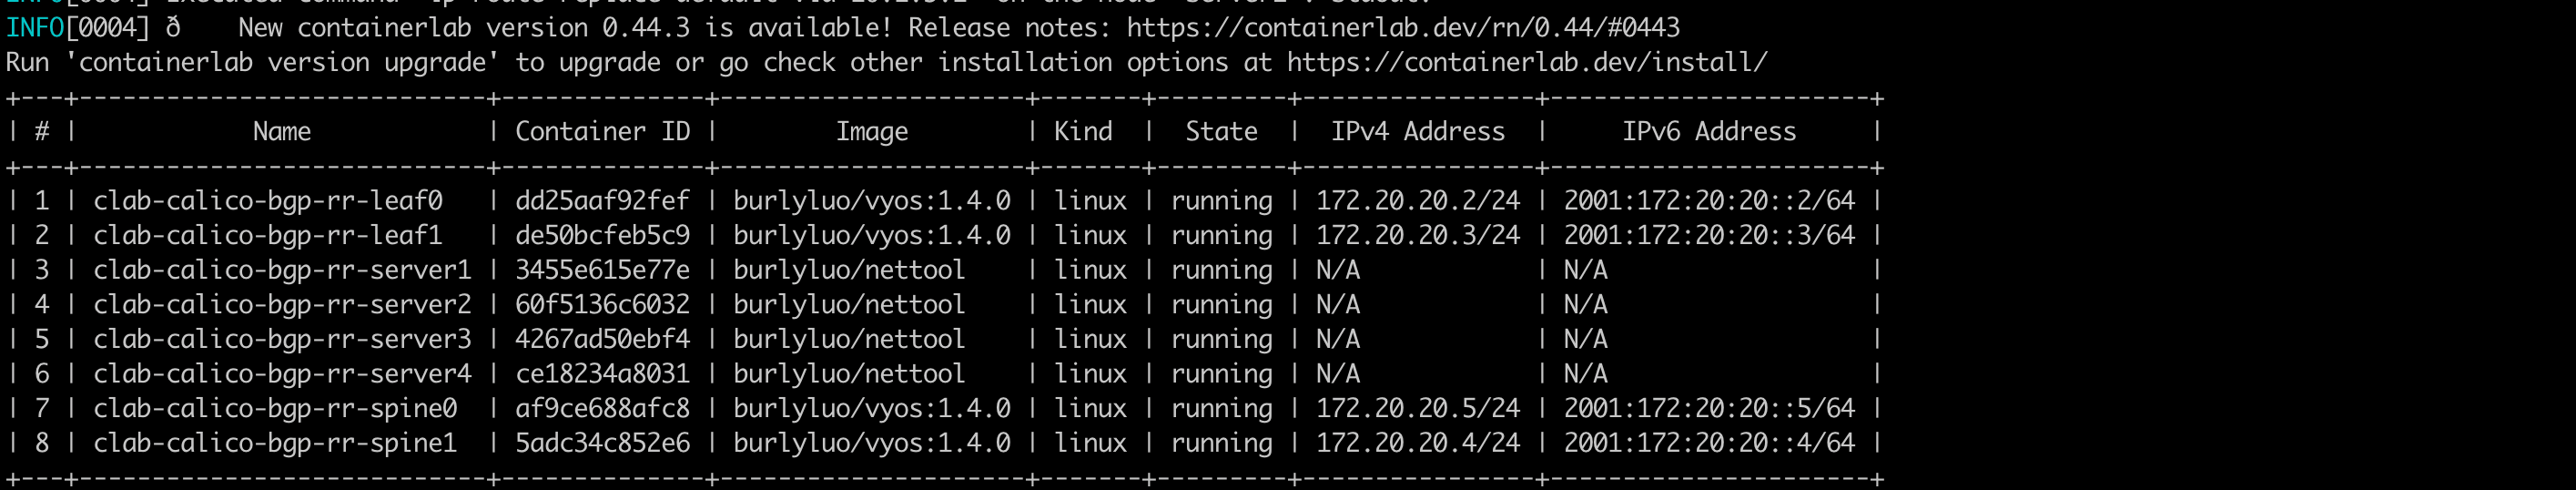 INFO[0004] ð    New containerlab version 0.44.3 is available! Release notes: https://containerlab.dev/rn/0.44/#0443
Run 'containerlab version upgrade' to upgrade or go check other installation options at https://containerlab.dev/install/
+---+----------------------------+--------------+---------------------+-------+---------+----------------+----------------------+
| # |            Name            | Container ID |        Image        | Kind  |  State  |  IPv4 Address  |     IPv6 Address     |
+---+----------------------------+--------------+---------------------+-------+---------+----------------+----------------------+
| 1 | clab-calico-bgp-rr-leaf0   | dd25aaf92fef | burlyluo/vyos:1.4.0 | linux | running | 172.20.20.2/24 | 2001:172:20:20::2/64 |
| 2 | clab-calico-bgp-rr-leaf1   | de50bcfeb5c9 | burlyluo/vyos:1.4.0 | linux | running | 172.20.20.3/24 | 2001:172:20:20::3/64 |
| 3 | clab-calico-bgp-rr-server1 | 3455e615e77e | burlyluo/nettool    | linux | running | N/A            | N/A                  |
| 4 | clab-calico-bgp-rr-server2 | 60f5136c6032 | burlyluo/nettool    | linux | running | N/A            | N/A                  |
| 5 | clab-calico-bgp-rr-server3 | 4267ad50ebf4 | burlyluo/nettool    | linux | running | N/A            | N/A                  |
| 6 | clab-calico-bgp-rr-server4 | ce18234a8031 | burlyluo/nettool    | linux | running | N/A            | N/A                  |
| 7 | clab-calico-bgp-rr-spine0  | af9ce688afc8 | burlyluo/vyos:1.4.0 | linux | running | 172.20.20.5/24 | 2001:172:20:20::5/64 |
| 8 | clab-calico-bgp-rr-spine1  | 5adc34c852e6 | burlyluo/vyos:1.4.0 | linux | running | 172.20.20.4/24 | 2001:172:20:20::4/64 |
+---+----------------------------+--------------+---------------------+-------+---------+----------------+----------------------+